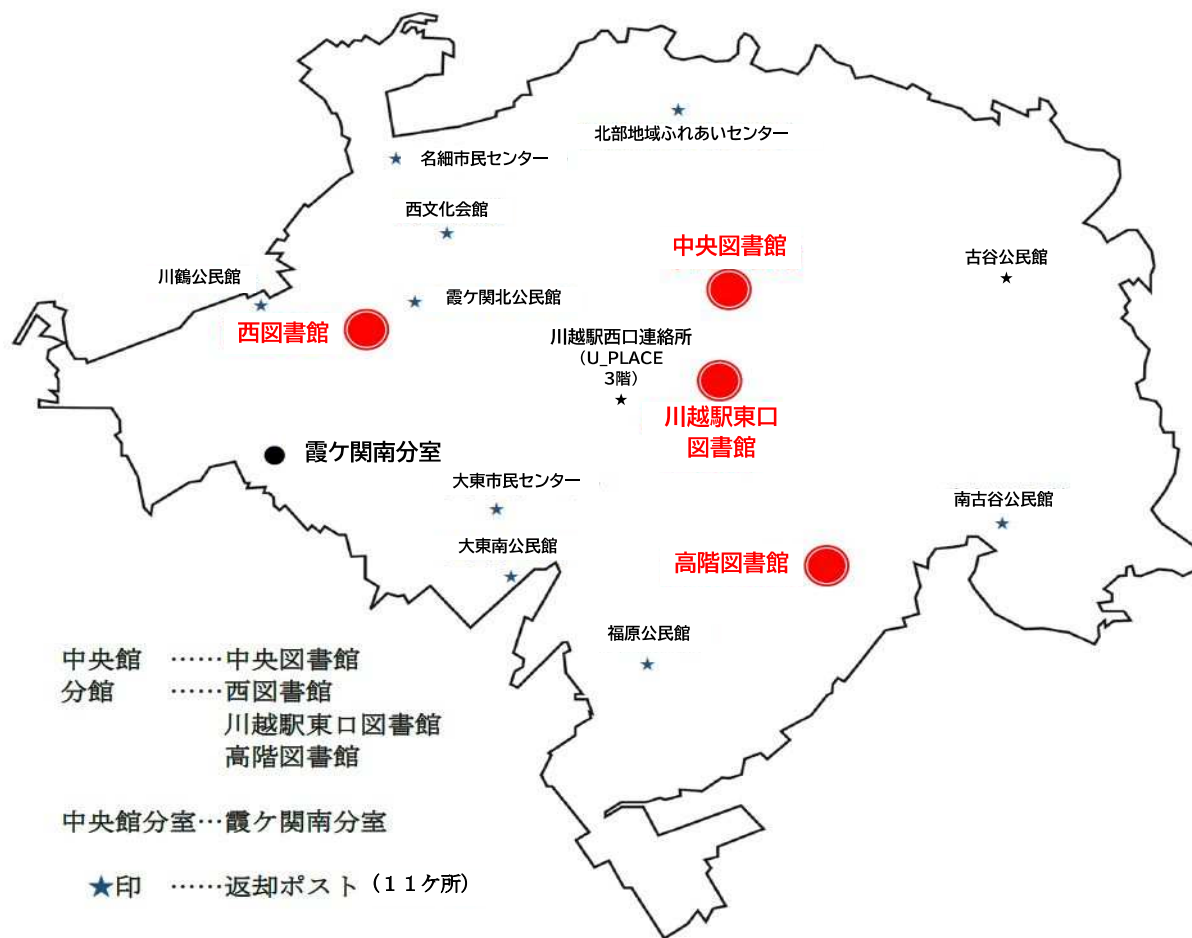 北部地域ふれあいセンター
名細市民センター
西文化会館
中央図書館
古谷公民館
川鶴公民館
霞ケ関北公民館
西図書館
川越駅西口連絡所
（U_PLACE
3階）
川越駅東口
図書館
霞ケ関南分室
大東市民センター
南古谷公民館
大東南公民館
高階図書館
福原公民館
中央館 ……中央図書館
分館 ……西図書館
川越駅東口図書館
高階図書館
中央館分室…霞ケ関南分室
★印 ……返却ポスト（１１ケ所）